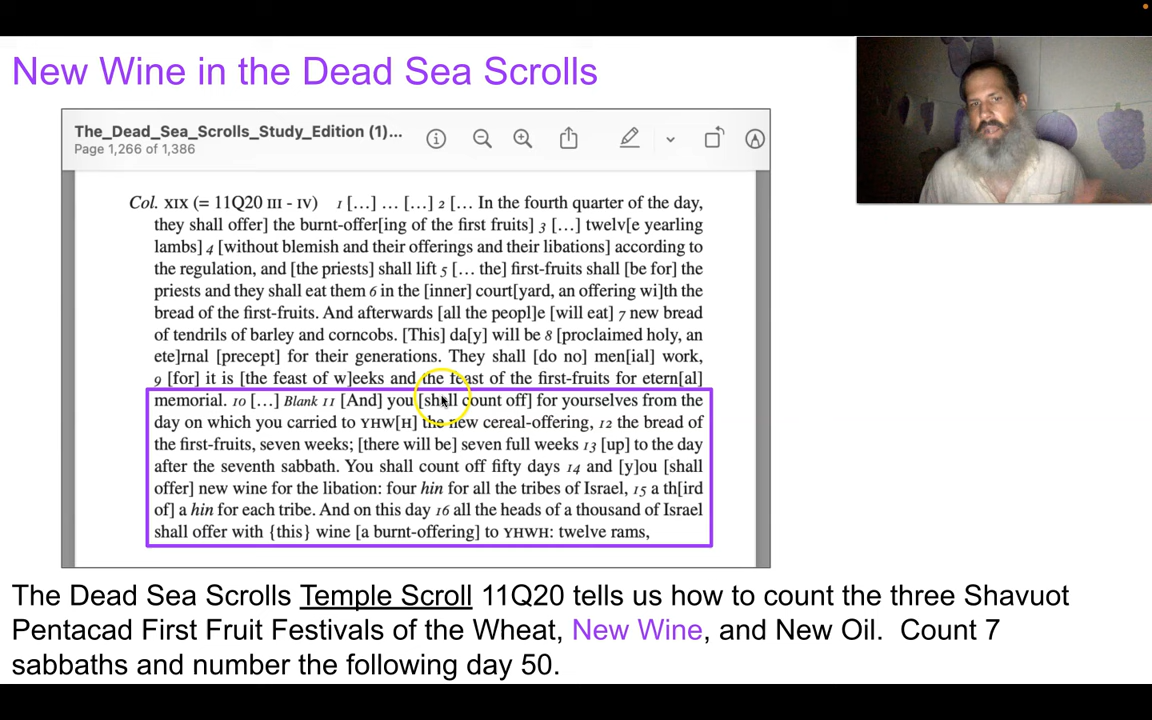 New Wine in the Dead Sea Scrolls
The_Dead_Sea_Scrolls_Study_Edition (1)...
Page 1,266 of 1,386
Col. XIX (= 11Q20 III - IV) 1 […] … […] 2 [… In the fourth quarter of the day,
they shall offer] the burnt-offer[ing of the first fruits] 3 […] twelv[e yearling
lambs] 4 [without blemish and their offerings and their libations] according to
the regulation, and [the priests] shall lift 5 [… the] first-fruits shall [be for] the
priests and they shall eat them 6 in the [inner] court[yard, an offering wi]th the
bread of the first-fruits. And afterwards [all the peopl]e [will eat] 7 new bread
of tendrils of barley and corncobs. [This] da[y] will be 8 [proclaimed holy, an
ete]rnal [precept] for their generations. They shall [do no] men[ial] work,
9 [for] it is [the feast of w]eeks and the feast of the first-fruits for etern[al]
memorial. 10 […] Blank 11 [And] you [shall count off] for yourselves from the
day on which you carried to YHW[H] the new cereal-offering, 12 the bread of
the first-fruits, seven weeks; [there will be] seven full weeks 13 [up] to the day
after the seventh sabbath. You shall count off fifty days 14 and [y]ou [shall
offer] new wine for the libation: four hin for all the tribes of Israel, 15 a th[ird
of] a hin for each tribe. And on this day 16 all the heads of a thousand of Israel
shall offer with {this} wine [a burnt-offering] to YHWH: twelve rams,
The Dead Sea Scrolls Temple Scroll 11Q20 tells us how to count the three Shavuot
Pentacad First Fruit Festivals of the Wheat, New Wine, and New Oil. Count 7
sabbaths and number the following day 50.